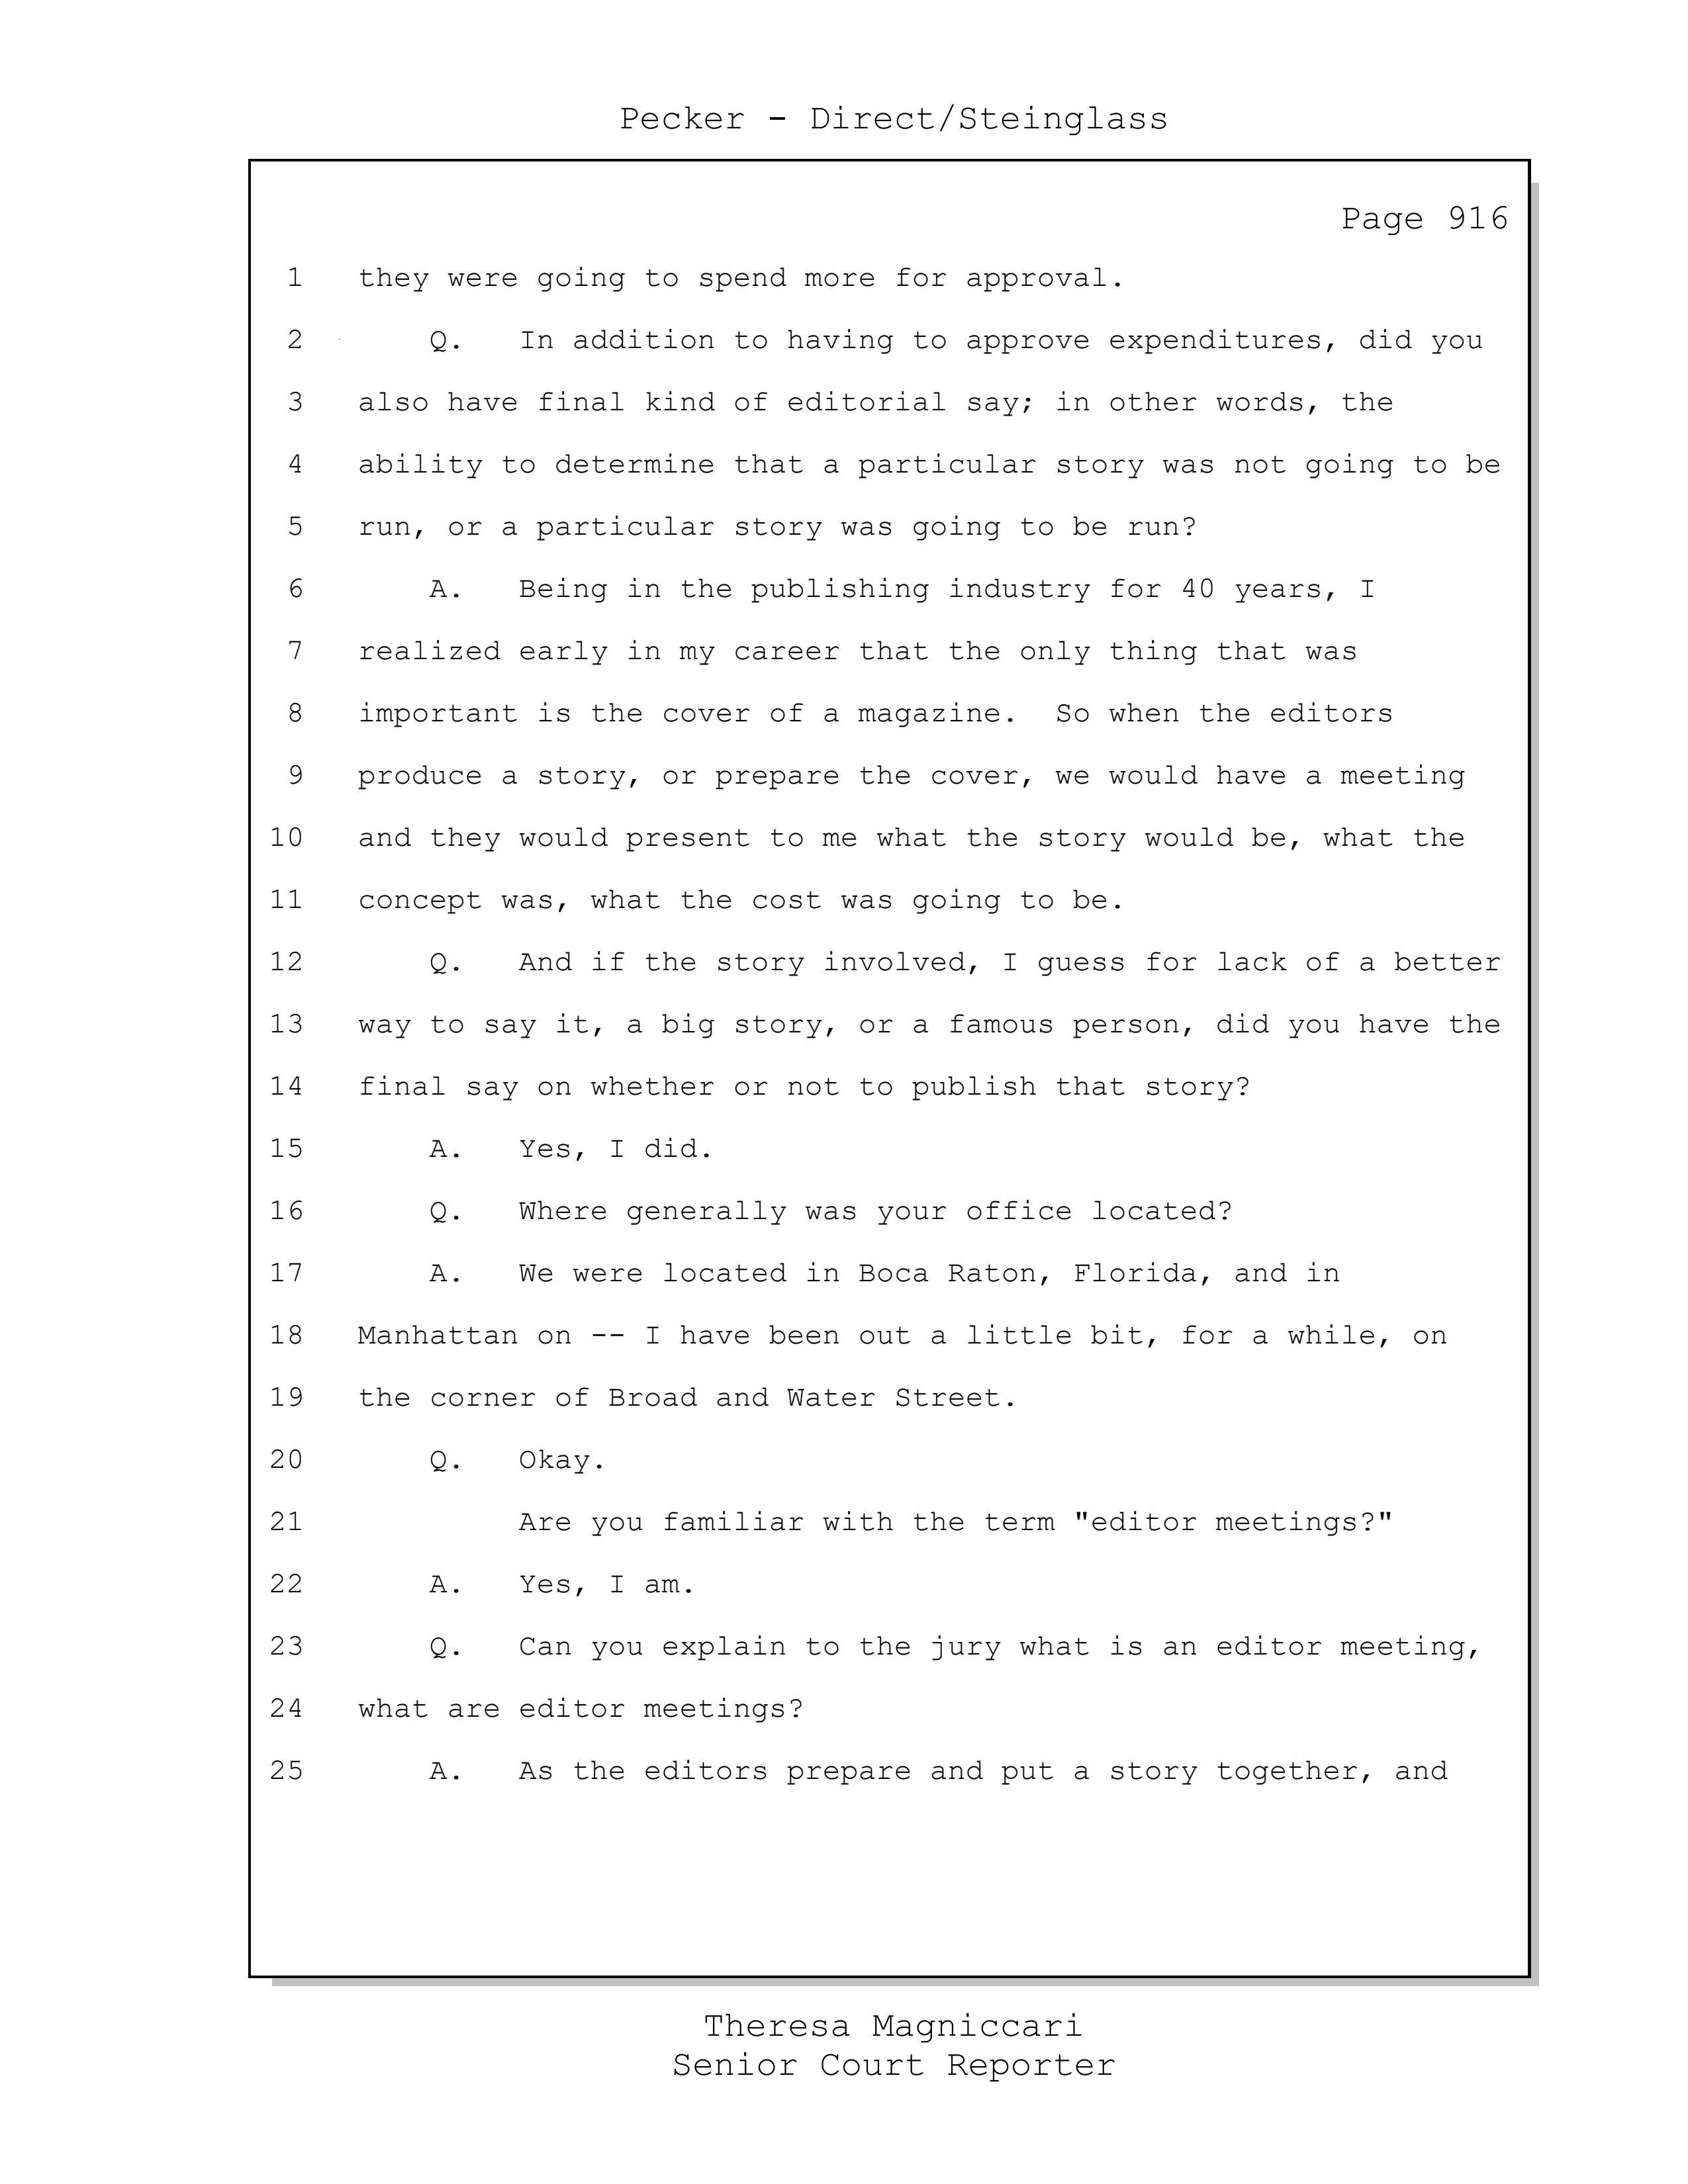 Pecker - Direct/Steinglass
Page 916
1 they were going to spend more for approval.
2 Q. In addition to having to approve expenditures, did you
3 also have final kind of editorial say; in other words, the
4 ability to determine that a particular story was not going to be
5 run, or a particular story was going to be run?
6 A. Being in the publishing industry for 40 years, I
7 realized early in my career that the only thing that was
8 important is the cover of a magazine.  So when the editors
9 produce a story, or prepare the cover, we would have a meeting
10 and they would present to me what the story would be, what the
11 concept was, what the cost was going to be.
12 Q. And if the story involved, I guess for lack of a better
13 way to say it, a big story, or a famous person, did you have the
14 final say on whether or not to publish that story?
15 A. Yes, I did.
16 Q. Where generally was your office located?
17 A. We were located in Boca Raton, Florida, and in
18 Manhattan on -- I have been out a little bit, for a while, on
19 the corner of Broad and Water Street.
20 Q. Okay.
21 Are you familiar with the term "editor meetings?"
22 A. Yes, I am.
23 Q. Can you explain to the jury what is an editor meeting,
24 what are editor meetings?
25 A. As the editors prepare and put a story together, and
Theresa Magniccari
Senior Court Reporter